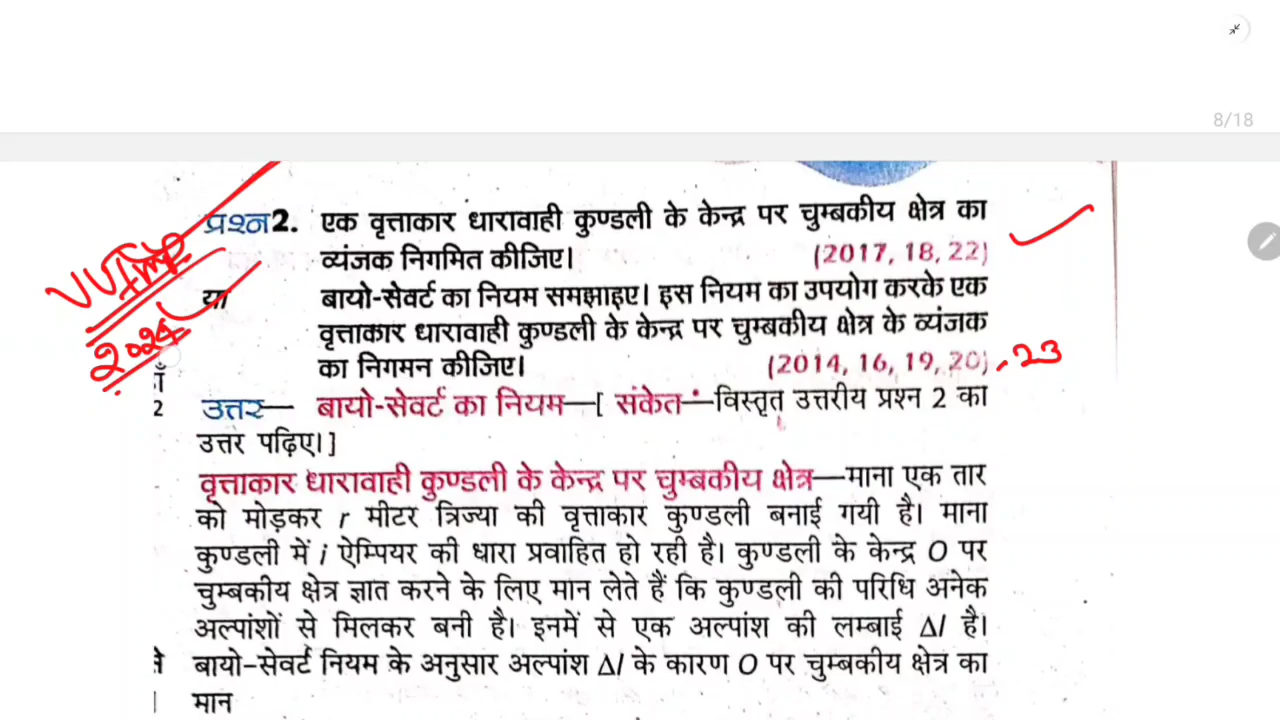 8/18
प्रश्न2. एक वृत्ताकार धारावाही कुण्डली के केन्द्र पर चुम्बकीय क्षेत्र का
व्यंजक निगमित कीजिए। (2017, 18, 22)
VVImp
या बायो-सेवर्ट का नियम समझाइए। इस नियम का उपयोग करके एक
वृत्ताकार धारावाही कुण्डली के केन्द्र पर चुम्बकीय क्षेत्र के व्यंजक
2024
का निगमन कीजिए। (2014, 16, 19, 20), 23
2
उत्तर— बायो-सेवर्ट का नियम—[ संकेत—विस्तृत उत्तरीय प्रश्न 2 का
उत्तर पढ़िए।]
वृत्ताकार धारावाही कुण्डली के केन्द्र पर चुम्बकीय क्षेत्र—माना एक तार
को मोड़कर r मीटर त्रिज्या की वृत्ताकार कुण्डली बनाई गयी है। माना
कुण्डली में i ऐम्पियर की धारा प्रवाहित हो रही है। कुण्डली के केन्द्र O पर
चुम्बकीय क्षेत्र ज्ञात करने के लिए मान लेते हैं कि कुण्डली की परिधि अनेक
अल्पांशों से मिलकर बनी है। इनमें से एक अल्पांश की लम्बाई Δl है।
बायो-सेवर्ट नियम के अनुसार अल्पांश Δl के कारण O पर चुम्बकीय क्षेत्र का
मान